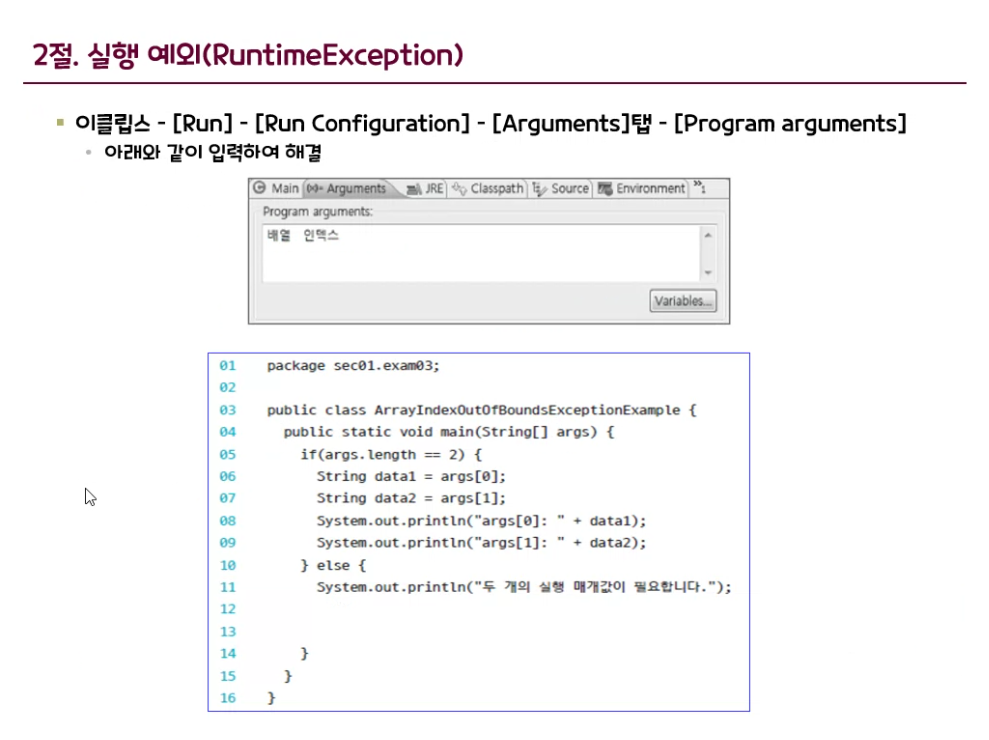 2절. 실행 예외(RuntimeException)
이클립스 - [Run] - [Run Configuration] - [Arguments]탭 - [Program arguments]
아래와 같이 입력하여 해결
Main (x)= Arguments JRE Classpath Source Environment »1
Program arguments:
배열 인덱스
Variables...
01 package sec01.exam03;
02
03 public class ArrayIndexOutOfBoundsExceptionExample {
04 public static void main(String[] args) {
05 if(args.length == 2) {
06 String data1 = args[0];
07 String data2 = args[1];
08 System.out.println("args[0]: " + data1);
09 System.out.println("args[1]: " + data2);
10 } else {
11 System.out.println("두 개의 실행 매개값이 필요합니다.");
12
13
14 }
15 }
16 }